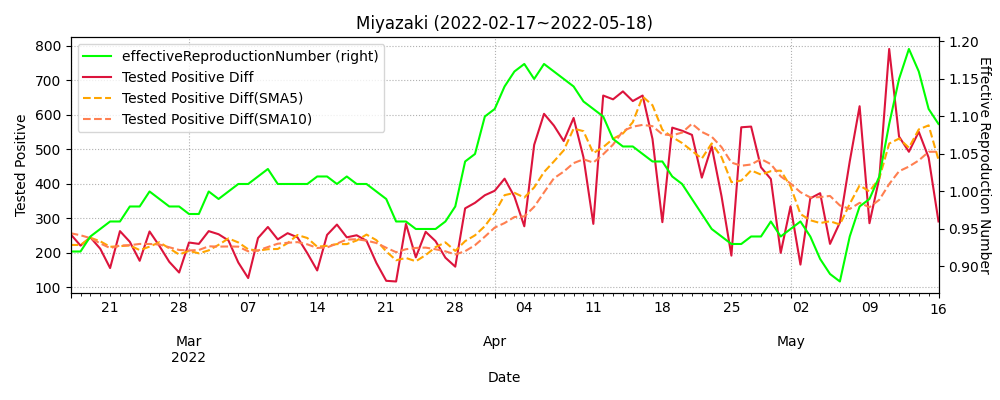 Miyazaki (2022-02-17~2022-05-18)
effectiveReproductionNumber (right)
Tested Positive Diff
Tested Positive Diff(SMA5)
Tested Positive Diff(SMA10)
Tested Positive
800
700
600
500
400
300
200
100
1.20
1.15
1.10
1.05
1.00
0.95
0.90
Effective Reproduction Number
21 28 07 14 21 28 04 11 18 25 02 09 16
Mar Apr May
2022
Date